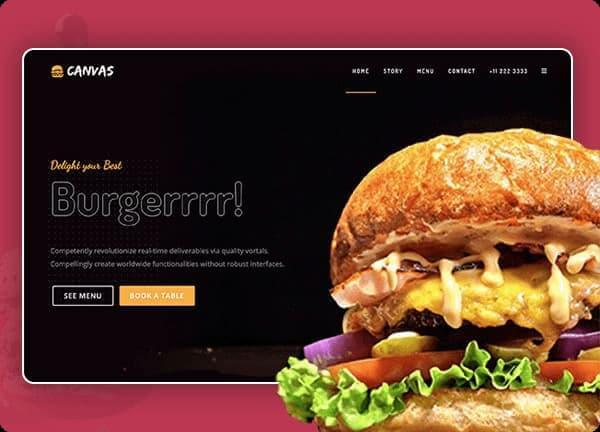 CANVAS
HOME STORY MENU CONTACT +11 222 3333
Delight your Best
Burgerrrr!
Competently revolutionize real-time deliverables via quality vortals.
Compellingly create worldwide functionalities without robust interfaces.
SEE MENU BOOK A TABLE